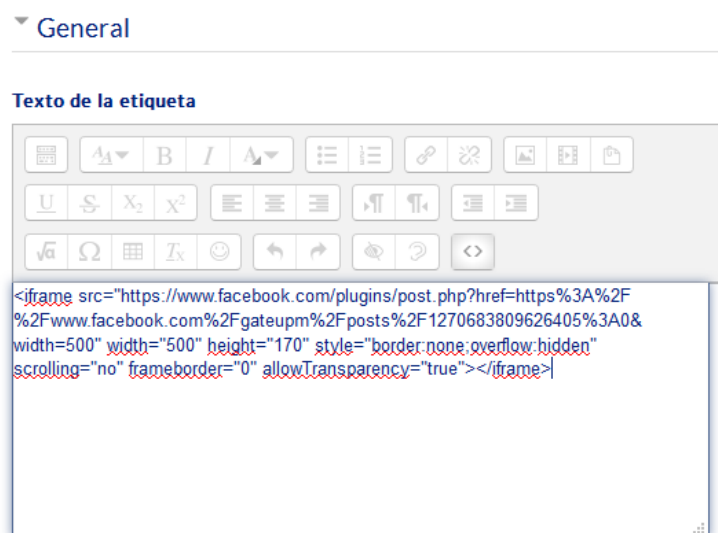 General
Texto de la etiqueta
<iframe src="https://www.facebook.com/plugins/post.php?href=https%3A%2F
%2Fwww.facebook.com%2Fgateupm%2Fposts%2F1270683809626405%3A0&
width=500" width="500" height="170" style="border:none;overflow:hidden"
scrolling="no" frameborder="0" allowTransparency="true"></iframe>